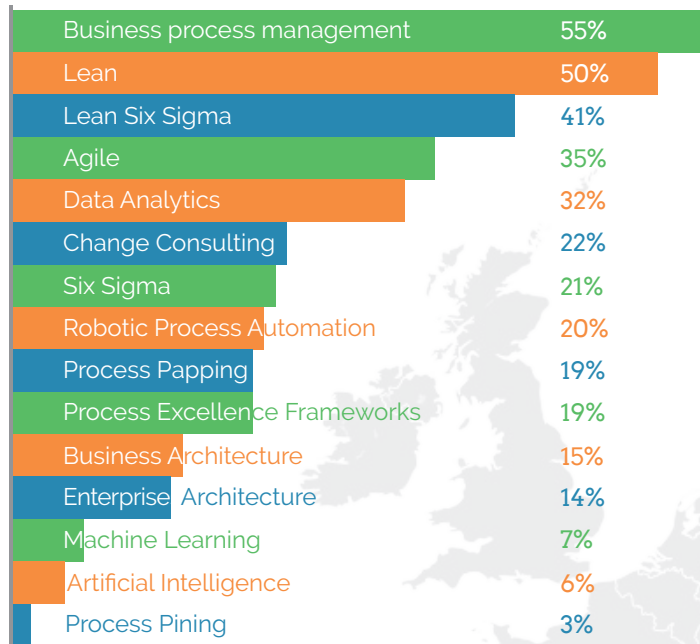 Business process management 55%
Lean 50%
Lean Six Sigma 41%
Agile 35%
Data Analytics 32%
Change Consulting 22%
Six Sigma 21%
Robotic Process Automation 20%
Process Papping 19%
Process Excellence Frameworks 19%
Business Architecture 15%
Enterprise Architecture 14%
Machine Learning 7%
Artificial Intelligence 6%
Process Pining 3%